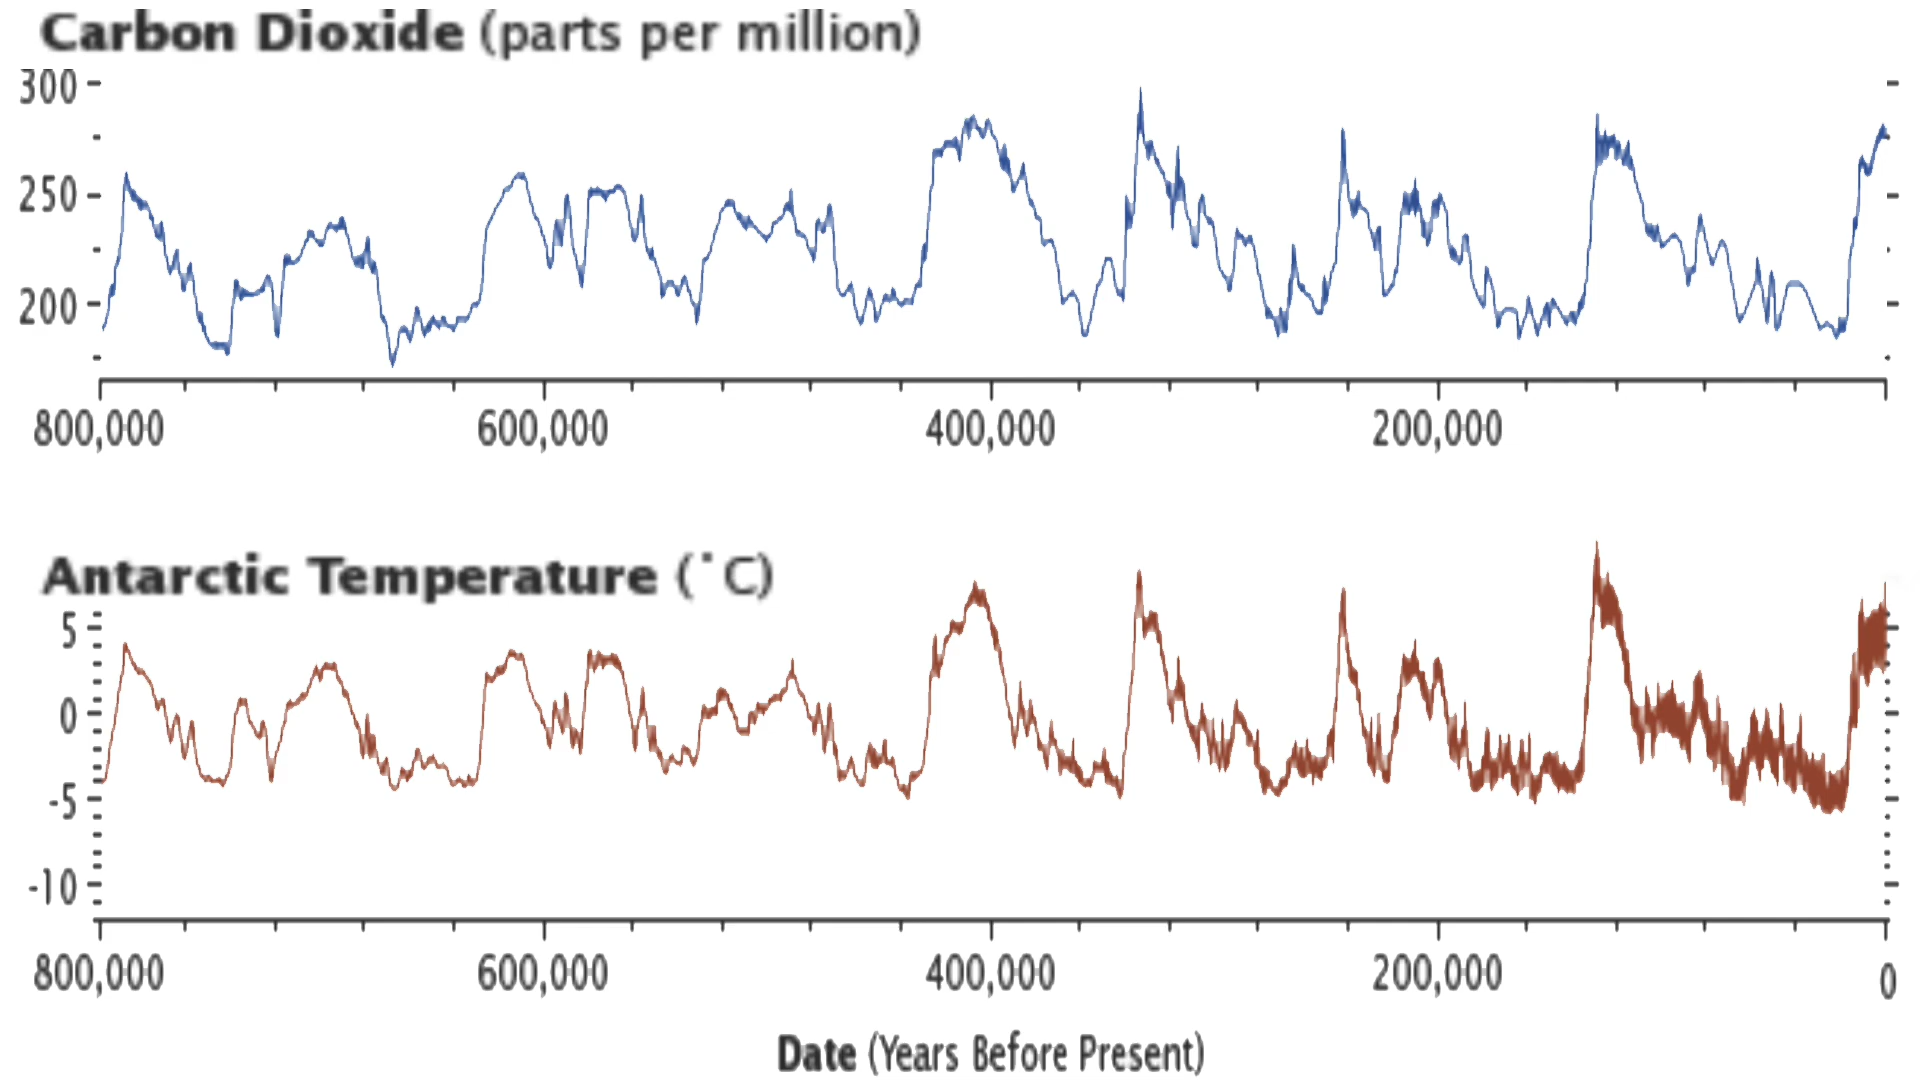 Carbon Dioxide (parts per million)
300
250
200
800,000 600,000 400,000 200,000
Antarctic Temperature (˚C)
5
0
-5
-10
800,000 600,000 400,000 200,000 0
Date (Years Before Present)